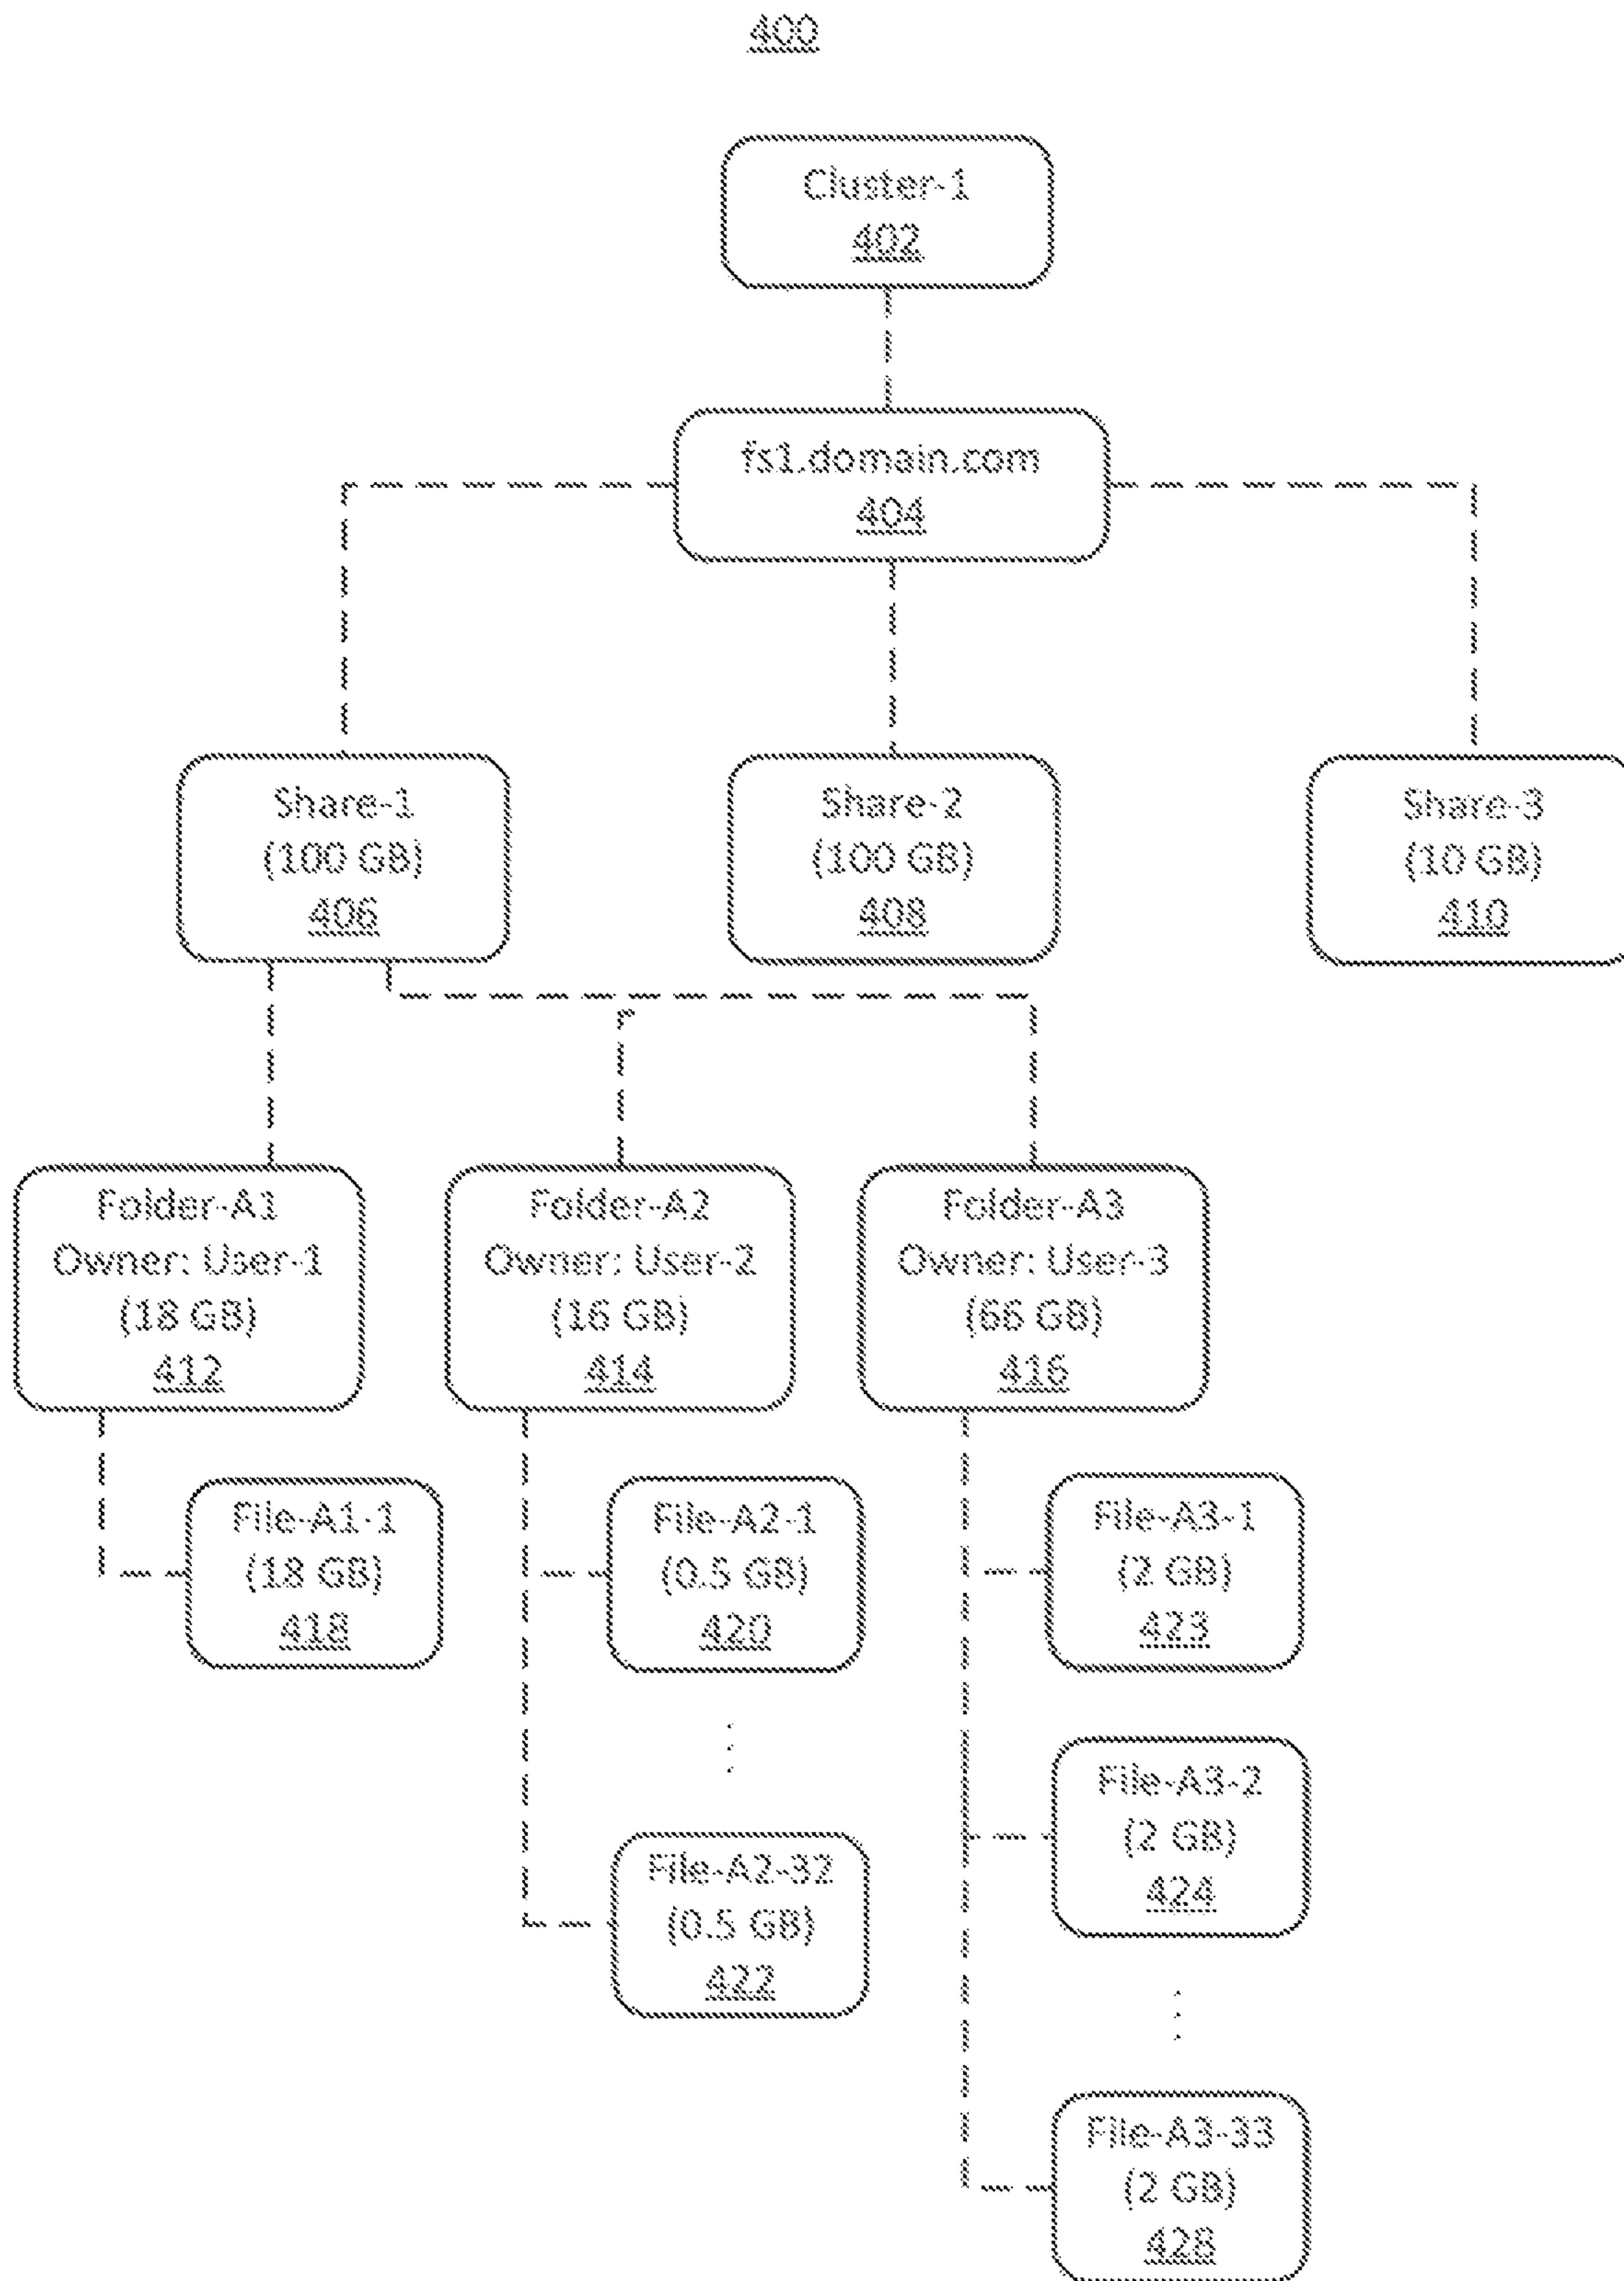 400
Cluster-1
402
fs1.domain.com
404
Share-1
(100 GB)
406
Share-2
(100 GB)
408
Share-3
(10 GB)
410
Folder-A1
Owner: User-1
(18 GB)
412
Folder-A2
Owner: User-2
(16 GB)
414
Folder-A3
Owner: User-3
(66 GB)
416
File-A1-1
(18 GB)
418
File-A2-1
(0.5 GB)
420
File-A3-1
(2 GB)
423
⋮
File-A3-2
(2 GB)
424
File-A2-32
(0.5 GB)
422
⋮
File-A3-33
(2 GB)
428